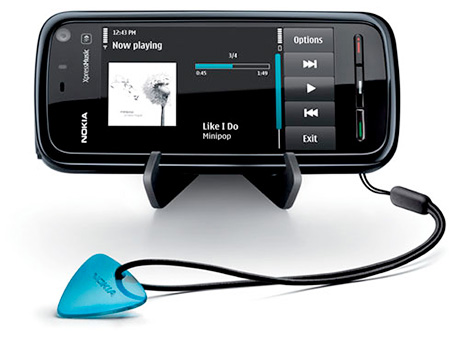 12:43 PM
Now playing
3/4
0:45
1:49
Like I Do
Minipop
Options
Exit
XpressMusic
NOKIA
NOKIA